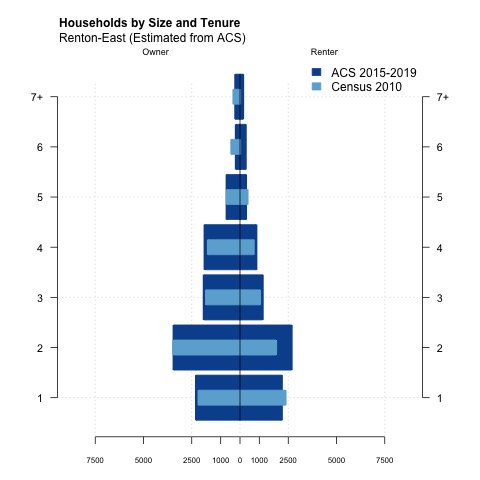 Households by Size and Tenure
Renton-East (Estimated from ACS)
Owner Renter
ACS 2015-2019
Census 2010
7+ 7+
6 6
5 5
4 4
3 3
2 2
1 1
7500 5000 2500 1000 0 1000 2500 5000 7500